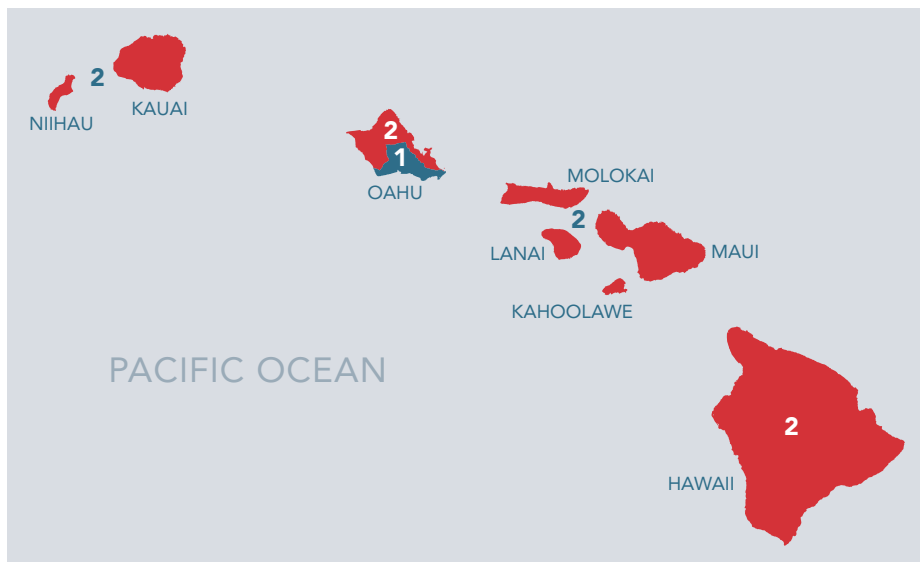 2
KAUAI
NIIHAU
2
1
OAHU
MOLOKAI
2
LANAI
MAUI
KAHOOLAWE
PACIFIC OCEAN
2
HAWAII